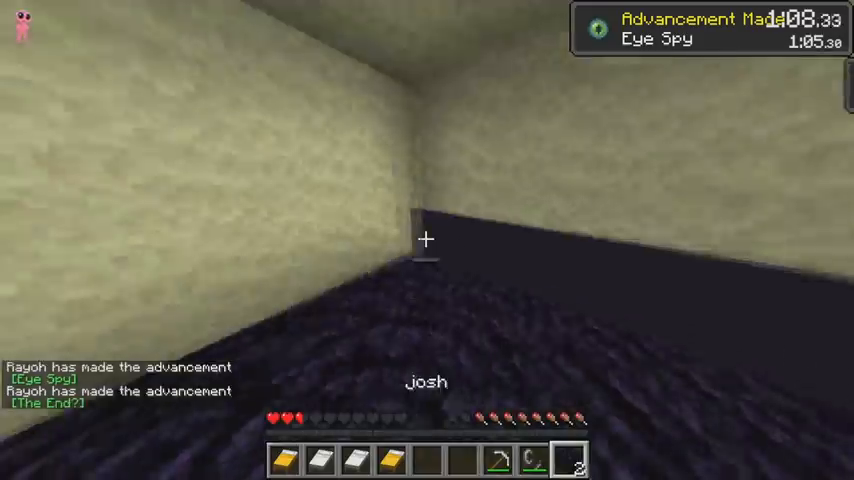 Advancement Made! 1:08.33
Eye Spy 1:05.30
Rayoh has made the advancement
[Eye Spy]
Rayoh has made the advancement
[The End?]
josh
2